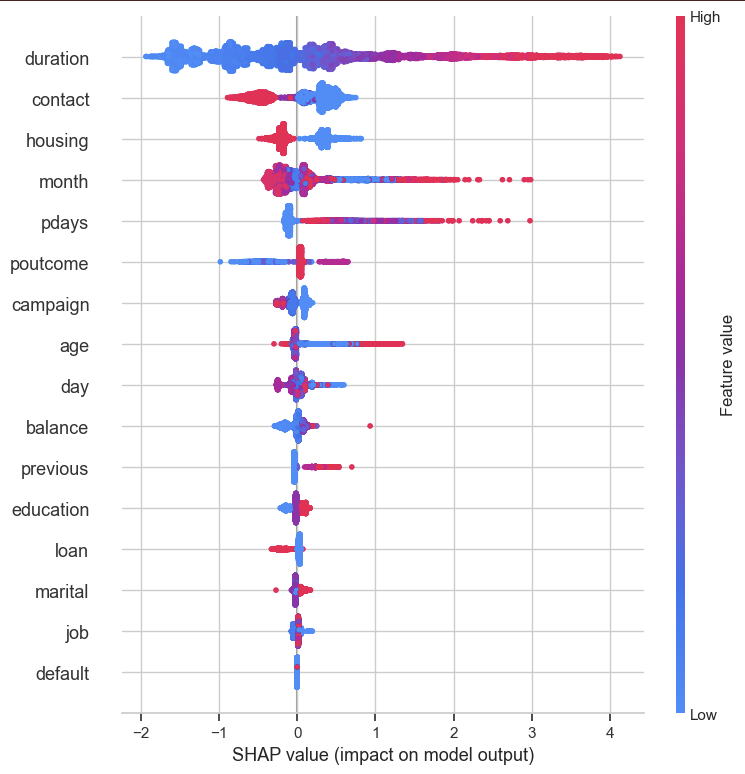 High
duration
contact
housing
month
pdays
poutcome
campaign
age
day
balance
previous
education
loan
marital
job
default
Feature value
Low
−2 −1 0 1 2 3 4
SHAP value (impact on model output)